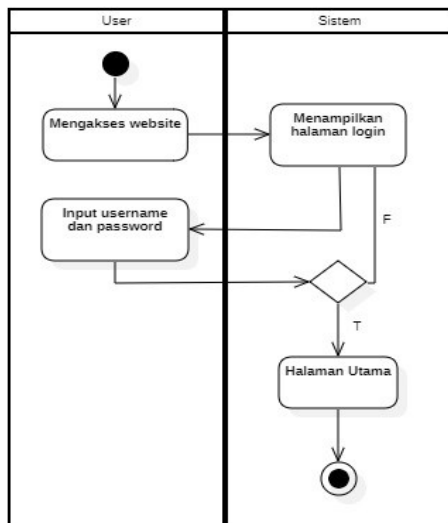 User
Sistem
Mengakses website
Menampilkan
halaman login
Input username
dan password
F
T
Halaman Utama